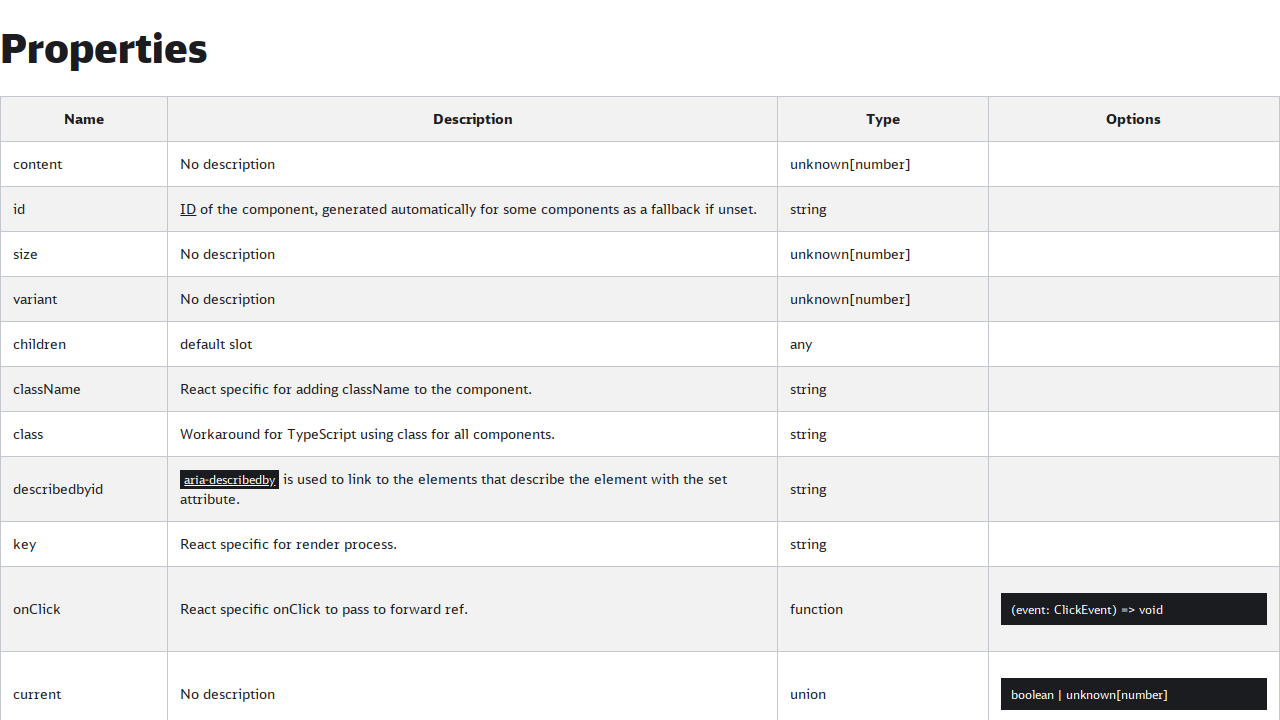 Properties
Name Description Type Options
content No description unknown[number]
id ID of the component, generated automatically for some components as a fallback if unset. string
size No description unknown[number]
variant No description unknown[number]
children default slot any
className React specific for adding className to the component. string
class Workaround for TypeScript using class for all components. string
describedbyid aria-describedby is used to link to the elements that describe the element with the set
attribute. string
key React specific for render process. string
onClick React specific onClick to pass to forward ref. function (event: ClickEvent) => void
current No description union boolean | unknown[number]